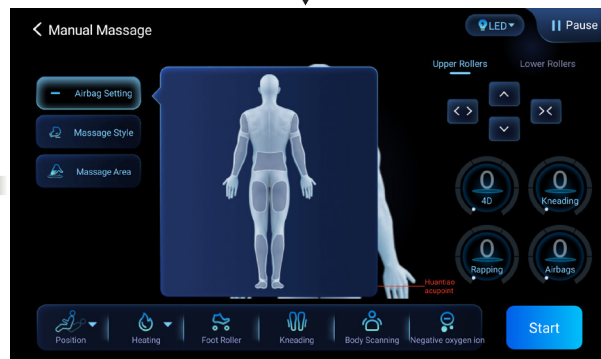 Manual Massage
LED
Pause
Upper Rollers
Lower Rollers
Airbag Setting
Massage Style
Massage Area
0
4D
0
Kneading
0
Rapping
0
Airbags
Huantiao
acupoint
Position
Heating
Foot Roller
Kneading
Body Scanning
Negative oxygen ion
Start